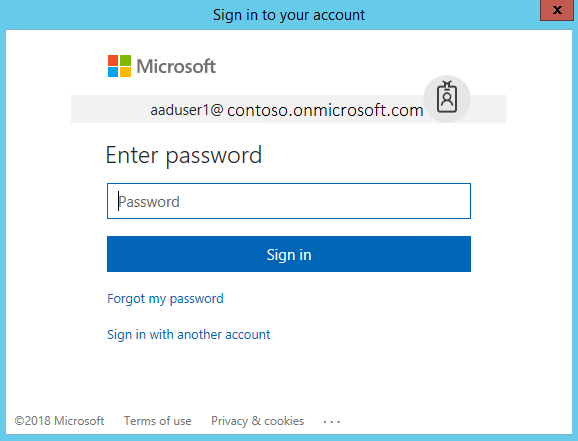 Sign in to your account
x
Microsoft
aaduser1@ contoso.onmicrosoft.com
Enter password
Password
Sign in
Forgot my password
Sign in with another account
©2018 Microsoft Terms of use Privacy & cookies ...